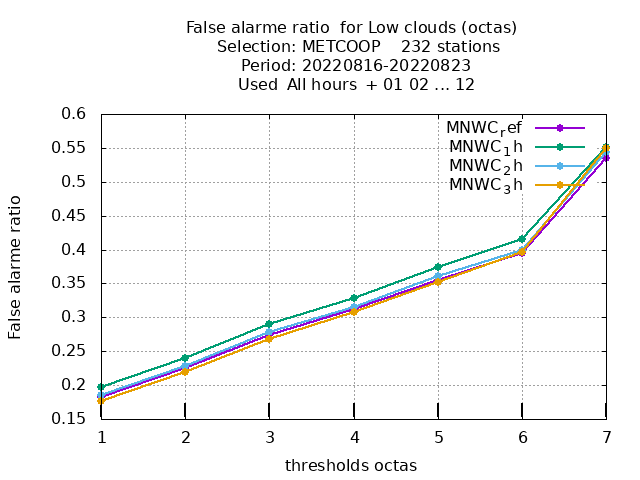 False alarme ratio  for Low clouds (octas)
Selection: METCOOP    232 stations
Period: 20220816-20220823
Used  All hours  + 01 02 ... 12
False alarme ratio
0.6
0.55
0.5
0.45
0.4
0.35
0.3
0.25
0.2
0.15
MNWC_ref
MNWC_1h
MNWC_2h
MNWC_3h
1 2 3 4 5 6 7
thresholds octas